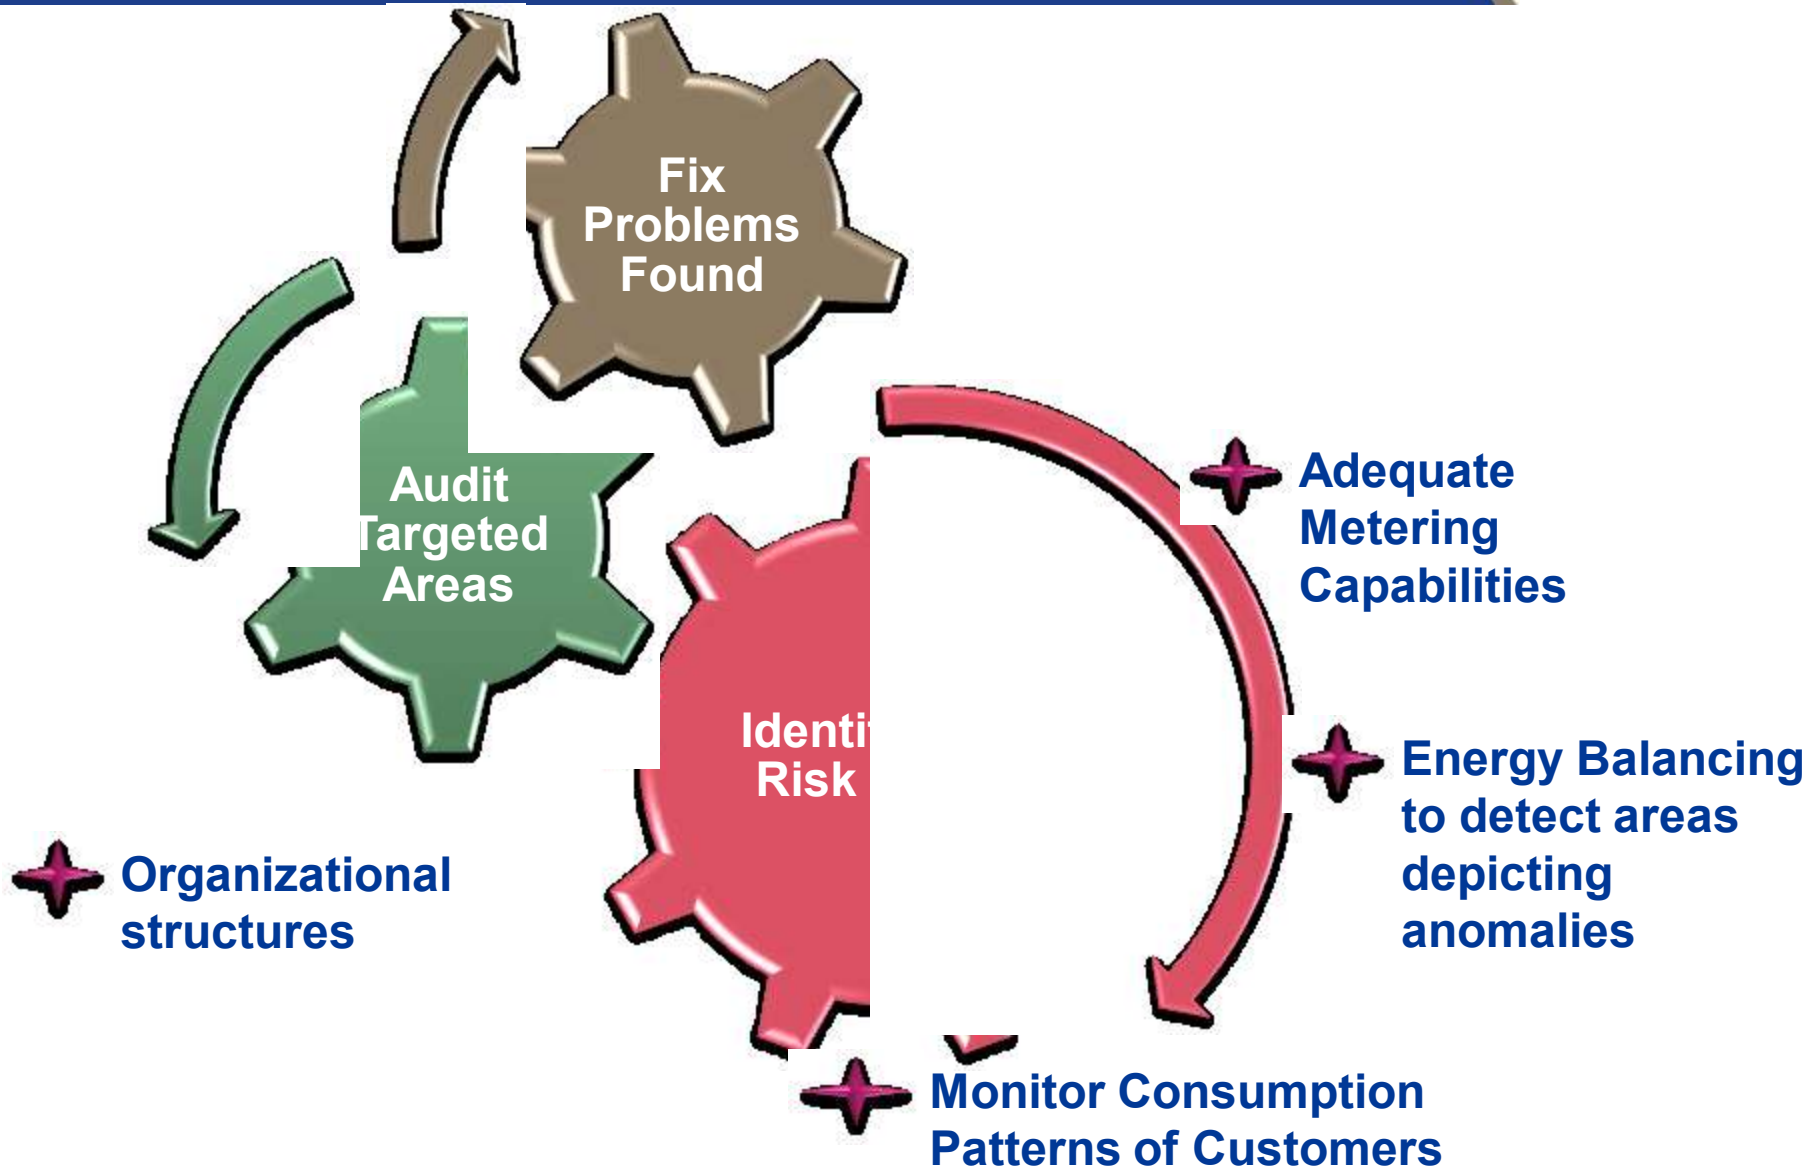 Fix
Problems
Found
Audit
Targeted
Areas
Adequate
Metering
Capabilities
Risk
Energy Balancing
to detect areas
depicting
anomalies
Organizational
structures
Monitor Consumption
Patterns of Customers